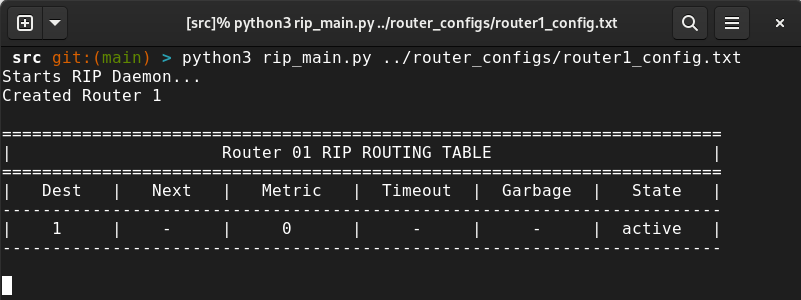 [src]% python3 rip_main.py ../router_configs/router1_config.txt
src git:(main) > python3 rip_main.py ../router_configs/router1_config.txt
Starts RIP Daemon...
Created Router 1
========================================================================
|                     Router 01 RIP ROUTING TABLE                      |
========================================================================
|   Dest   |   Next   |   Metric   |  Timeout  |  Garbage  |   State   |
------------------------------------------------------------------------
|    1     |    -     |     0      |     -     |     -     |  active   |
------------------------------------------------------------------------